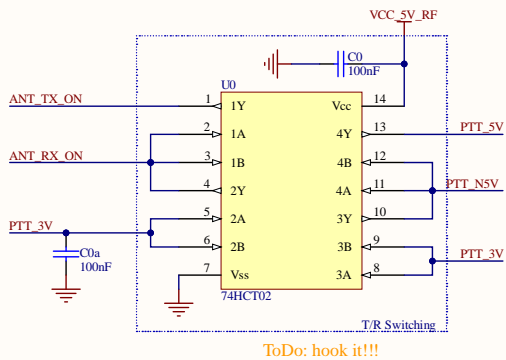 VCC_5V_RF
C0
100nF
U0
ANT_TX_ON
1 1Y Vcc 14
2 1A 4Y 13 PTT_5V
ANT_RX_ON
3 1B 4B 12
4 2Y 4A 11 PTT_N5V
5 2A 3Y 10
PTT_3V
6 2B 3B 9
C0a
100nF
PTT_3V
7 Vss 3A 8
74HCT02
T/R Switching
ToDo: hook it!!!